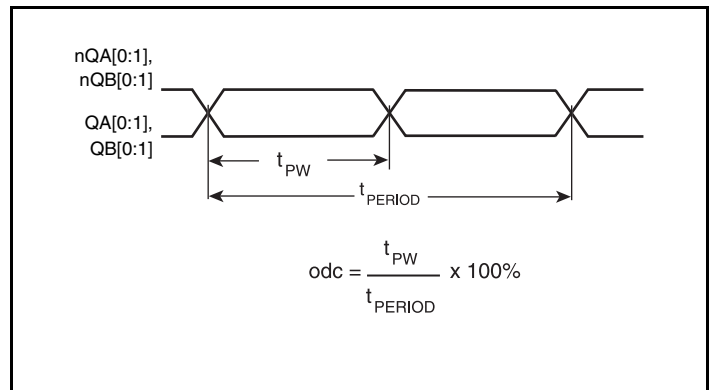 nQA[0:1],
nQB[0:1]
QA[0:1],
QB[0:1]
tPW
tPERIOD
odc = tPW / tPERIOD x 100%